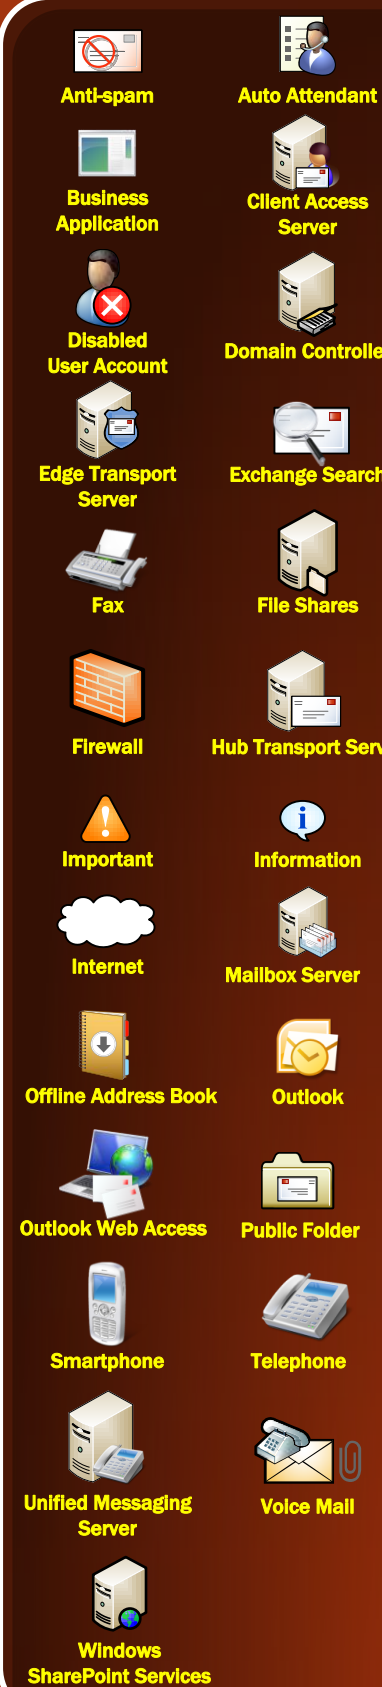 Anti-spam
Auto Attendant
Business
Application
Client Access
Server
Disabled
User Account
Domain Controlle
Edge Transport
Server
Exchange Search
Fax
File Shares
Firewall
Hub Transport Serv
Important
Information
Internet
Mailbox Server
Offline Address Book
Outlook
Outlook Web Access
Public Folder
Smartphone
Telephone
Unified Messaging
Server
Voice Mail
Windows
SharePoint Services